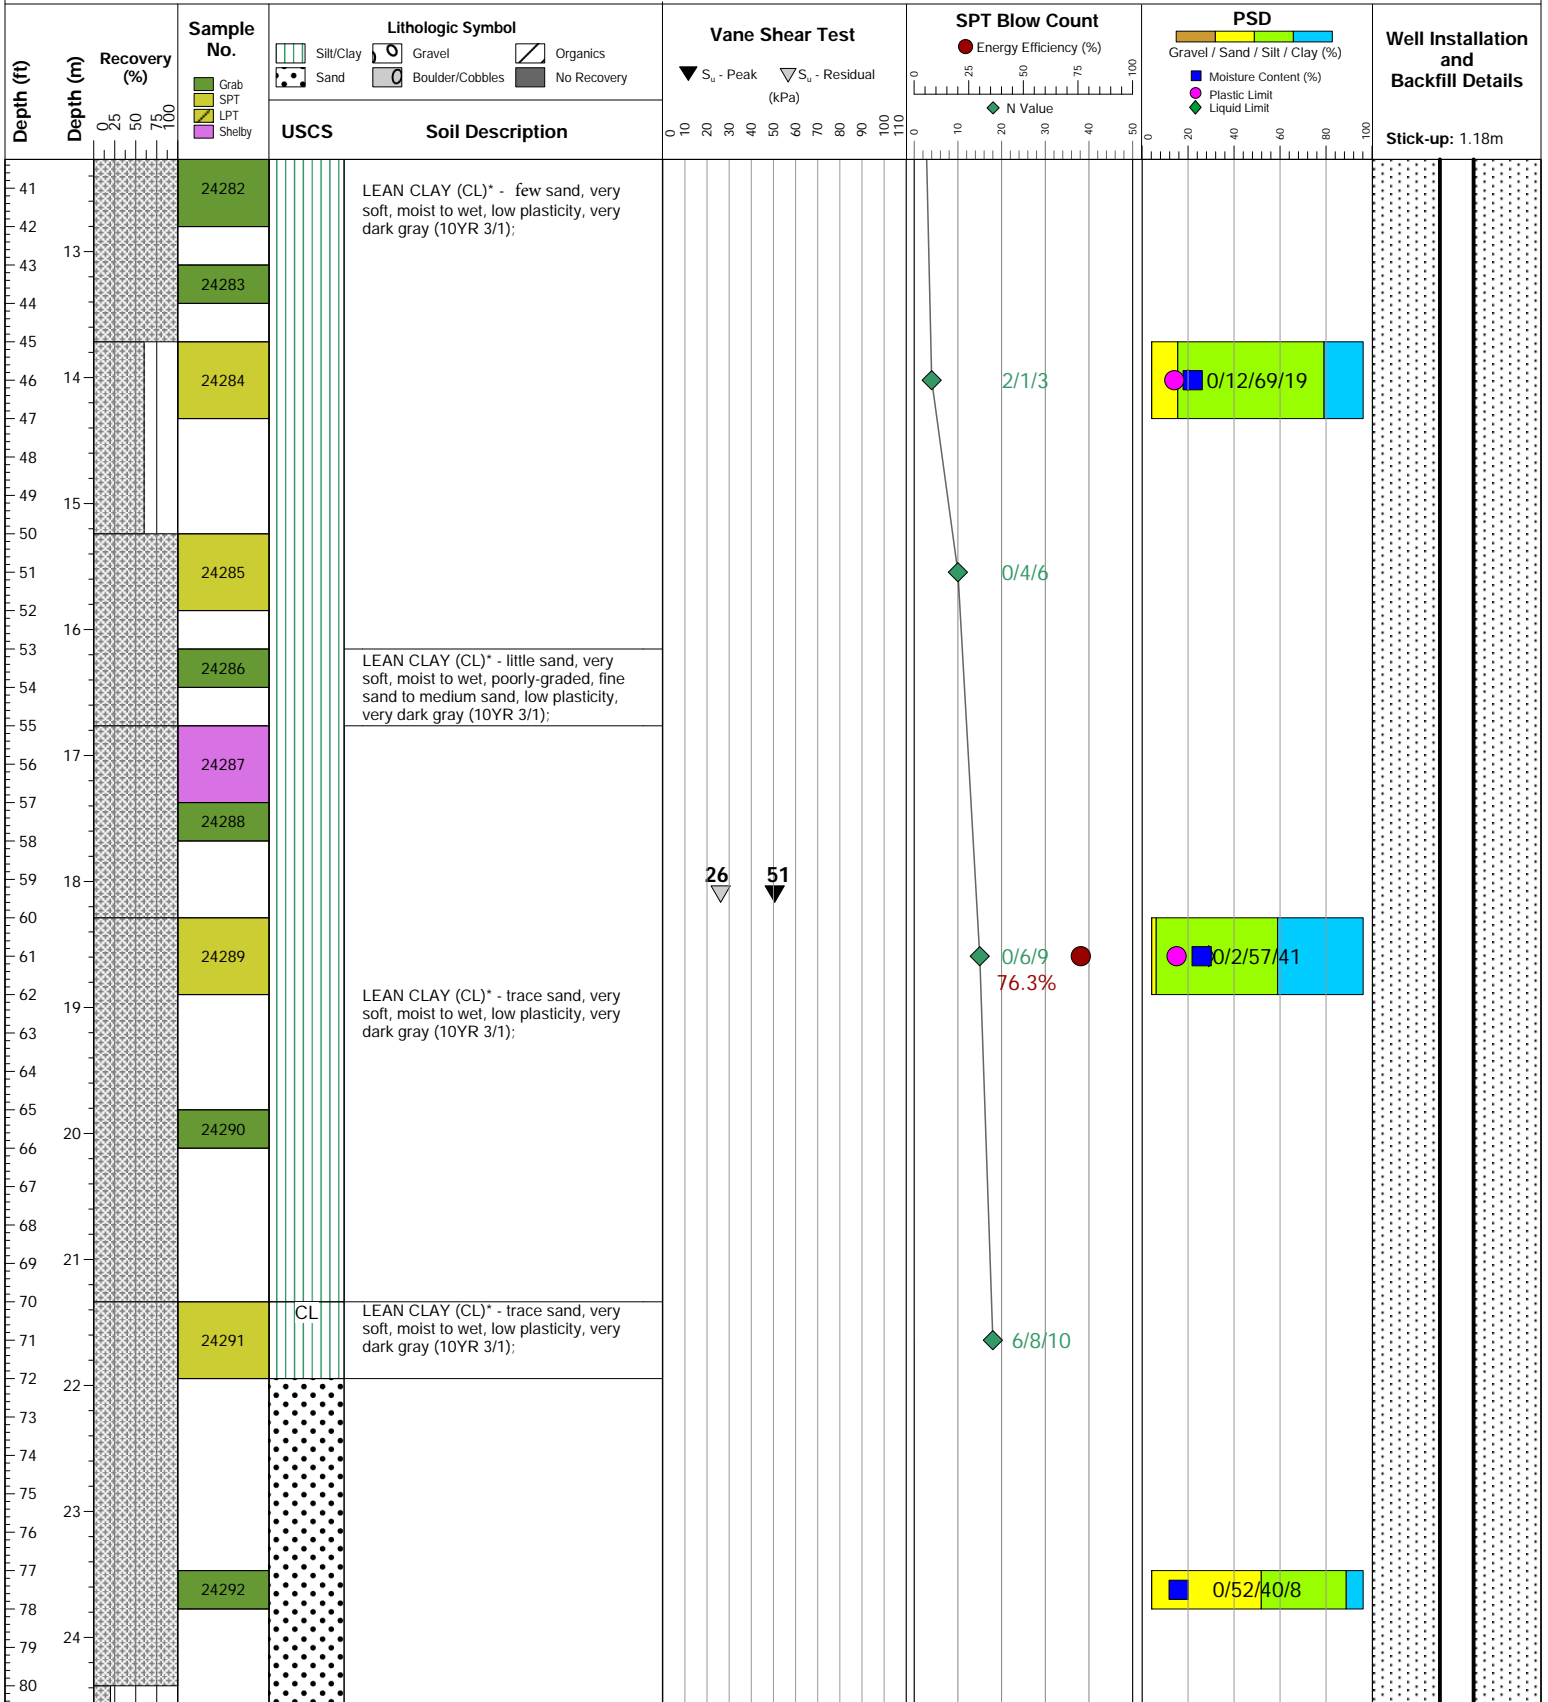 Depth (ft)
Depth (m)
Recovery
(%)
0
25
50
75
100
Sample
No.
Grab
SPT
LPT
Shelby
Lithologic Symbol
Silt/Clay
Gravel
Organics
Sand
Boulder/Cobbles
No Recovery
USCS
Soil Description
Vane Shear Test
Su - Peak
Su - Residual
(kPa)
0 10 20 30 40 50 60 70 80 90 100 110
SPT Blow Count
Energy Efficiency (%)
0 25 50 75 100
N Value
0 10 20 30 40 50
PSD
Gravel / Sand / Silt / Clay (%)
Moisture Content (%)
Plastic Limit
Liquid Limit
0 20 40 60 80 100
Well Installation
and
Backfill Details
Stick-up: 1.18m
41
24282
LEAN CLAY (CL)* - few sand, very
soft, moist to wet, low plasticity, very
dark gray (10YR 3/1);
42
13
43
24283
44
45
46
14
24284
2/1/3
0/12/69/19
47
48
49
15
50
51
24285
0/4/6
52
16
53
24286
LEAN CLAY (CL)* - little sand, very
soft, moist to wet, poorly-graded, fine
sand to medium sand, low plasticity,
very dark gray (10YR 3/1);
54
55
17
56
24287
57
24288
58
59
18
26
51
60
61
24289
0/6/9
76.3%
0/2/57/41
62
19
LEAN CLAY (CL)* - trace sand, very
soft, moist to wet, low plasticity, very
dark gray (10YR 3/1);
63
64
65
24290
20
66
67
68
21
69
70
CL
LEAN CLAY (CL)* - trace sand, very
soft, moist to wet, low plasticity, very
dark gray (10YR 3/1);
71
24291
6/8/10
72
22
73
74
75
23
76
77
24292
0/52/40/8
78
24
79
80